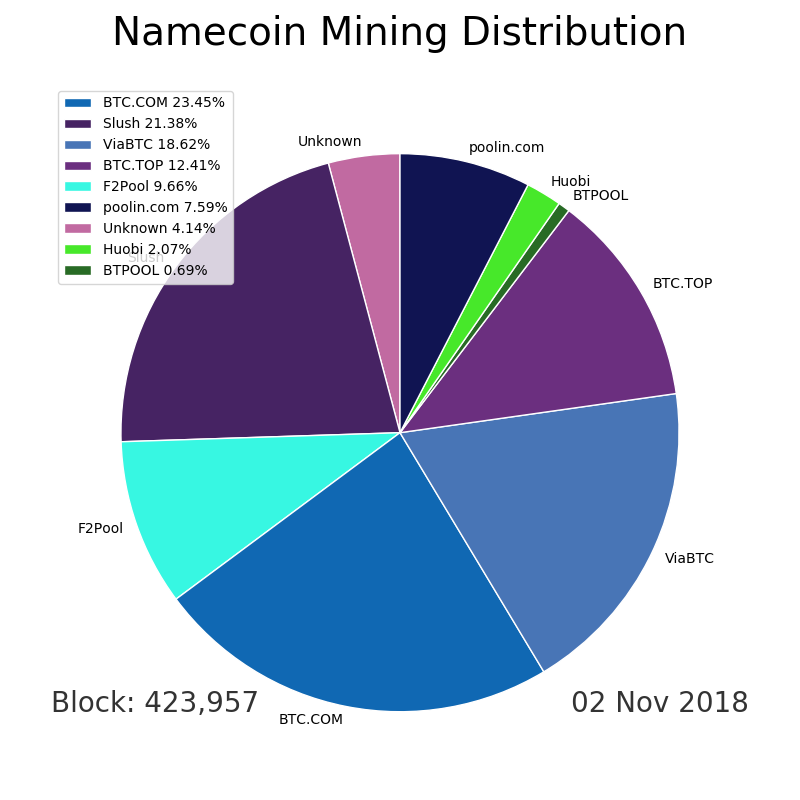 Namecoin Mining Distribution
BTC.COM 23.45%
Slush 21.38%
ViaBTC 18.62%
BTC.TOP 12.41%
F2Pool 9.66%
poolin.com 7.59%
Unknown 4.14%
Huobi 2.07%
BTPOOL 0.69%
Unknown
poolin.com
Huobi
BTPOOL
Slush
BTC.TOP
F2Pool
ViaBTC
BTC.COM
Block: 423,957
02 Nov 2018